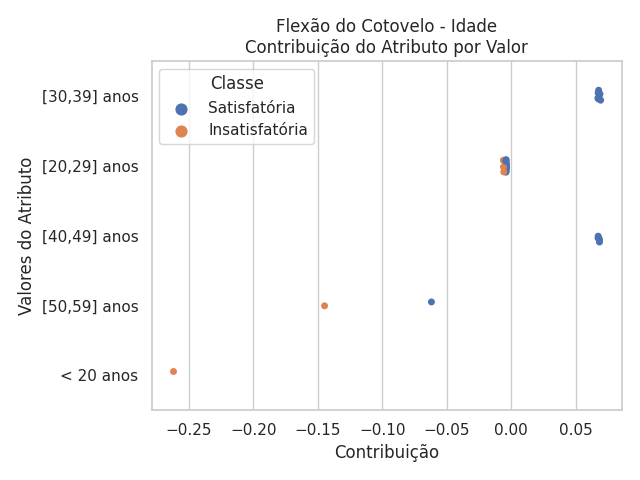 Flexão do Cotovelo - Idade
Contribuição do Atributo por Valor
Classe
Satisfatória
Insatisfatória
Valores do Atributo
[30,39] anos
[20,29] anos
[40,49] anos
[50,59] anos
< 20 anos
−0.25 −0.20 −0.15 −0.10 −0.05 0.00 0.05
Contribuição